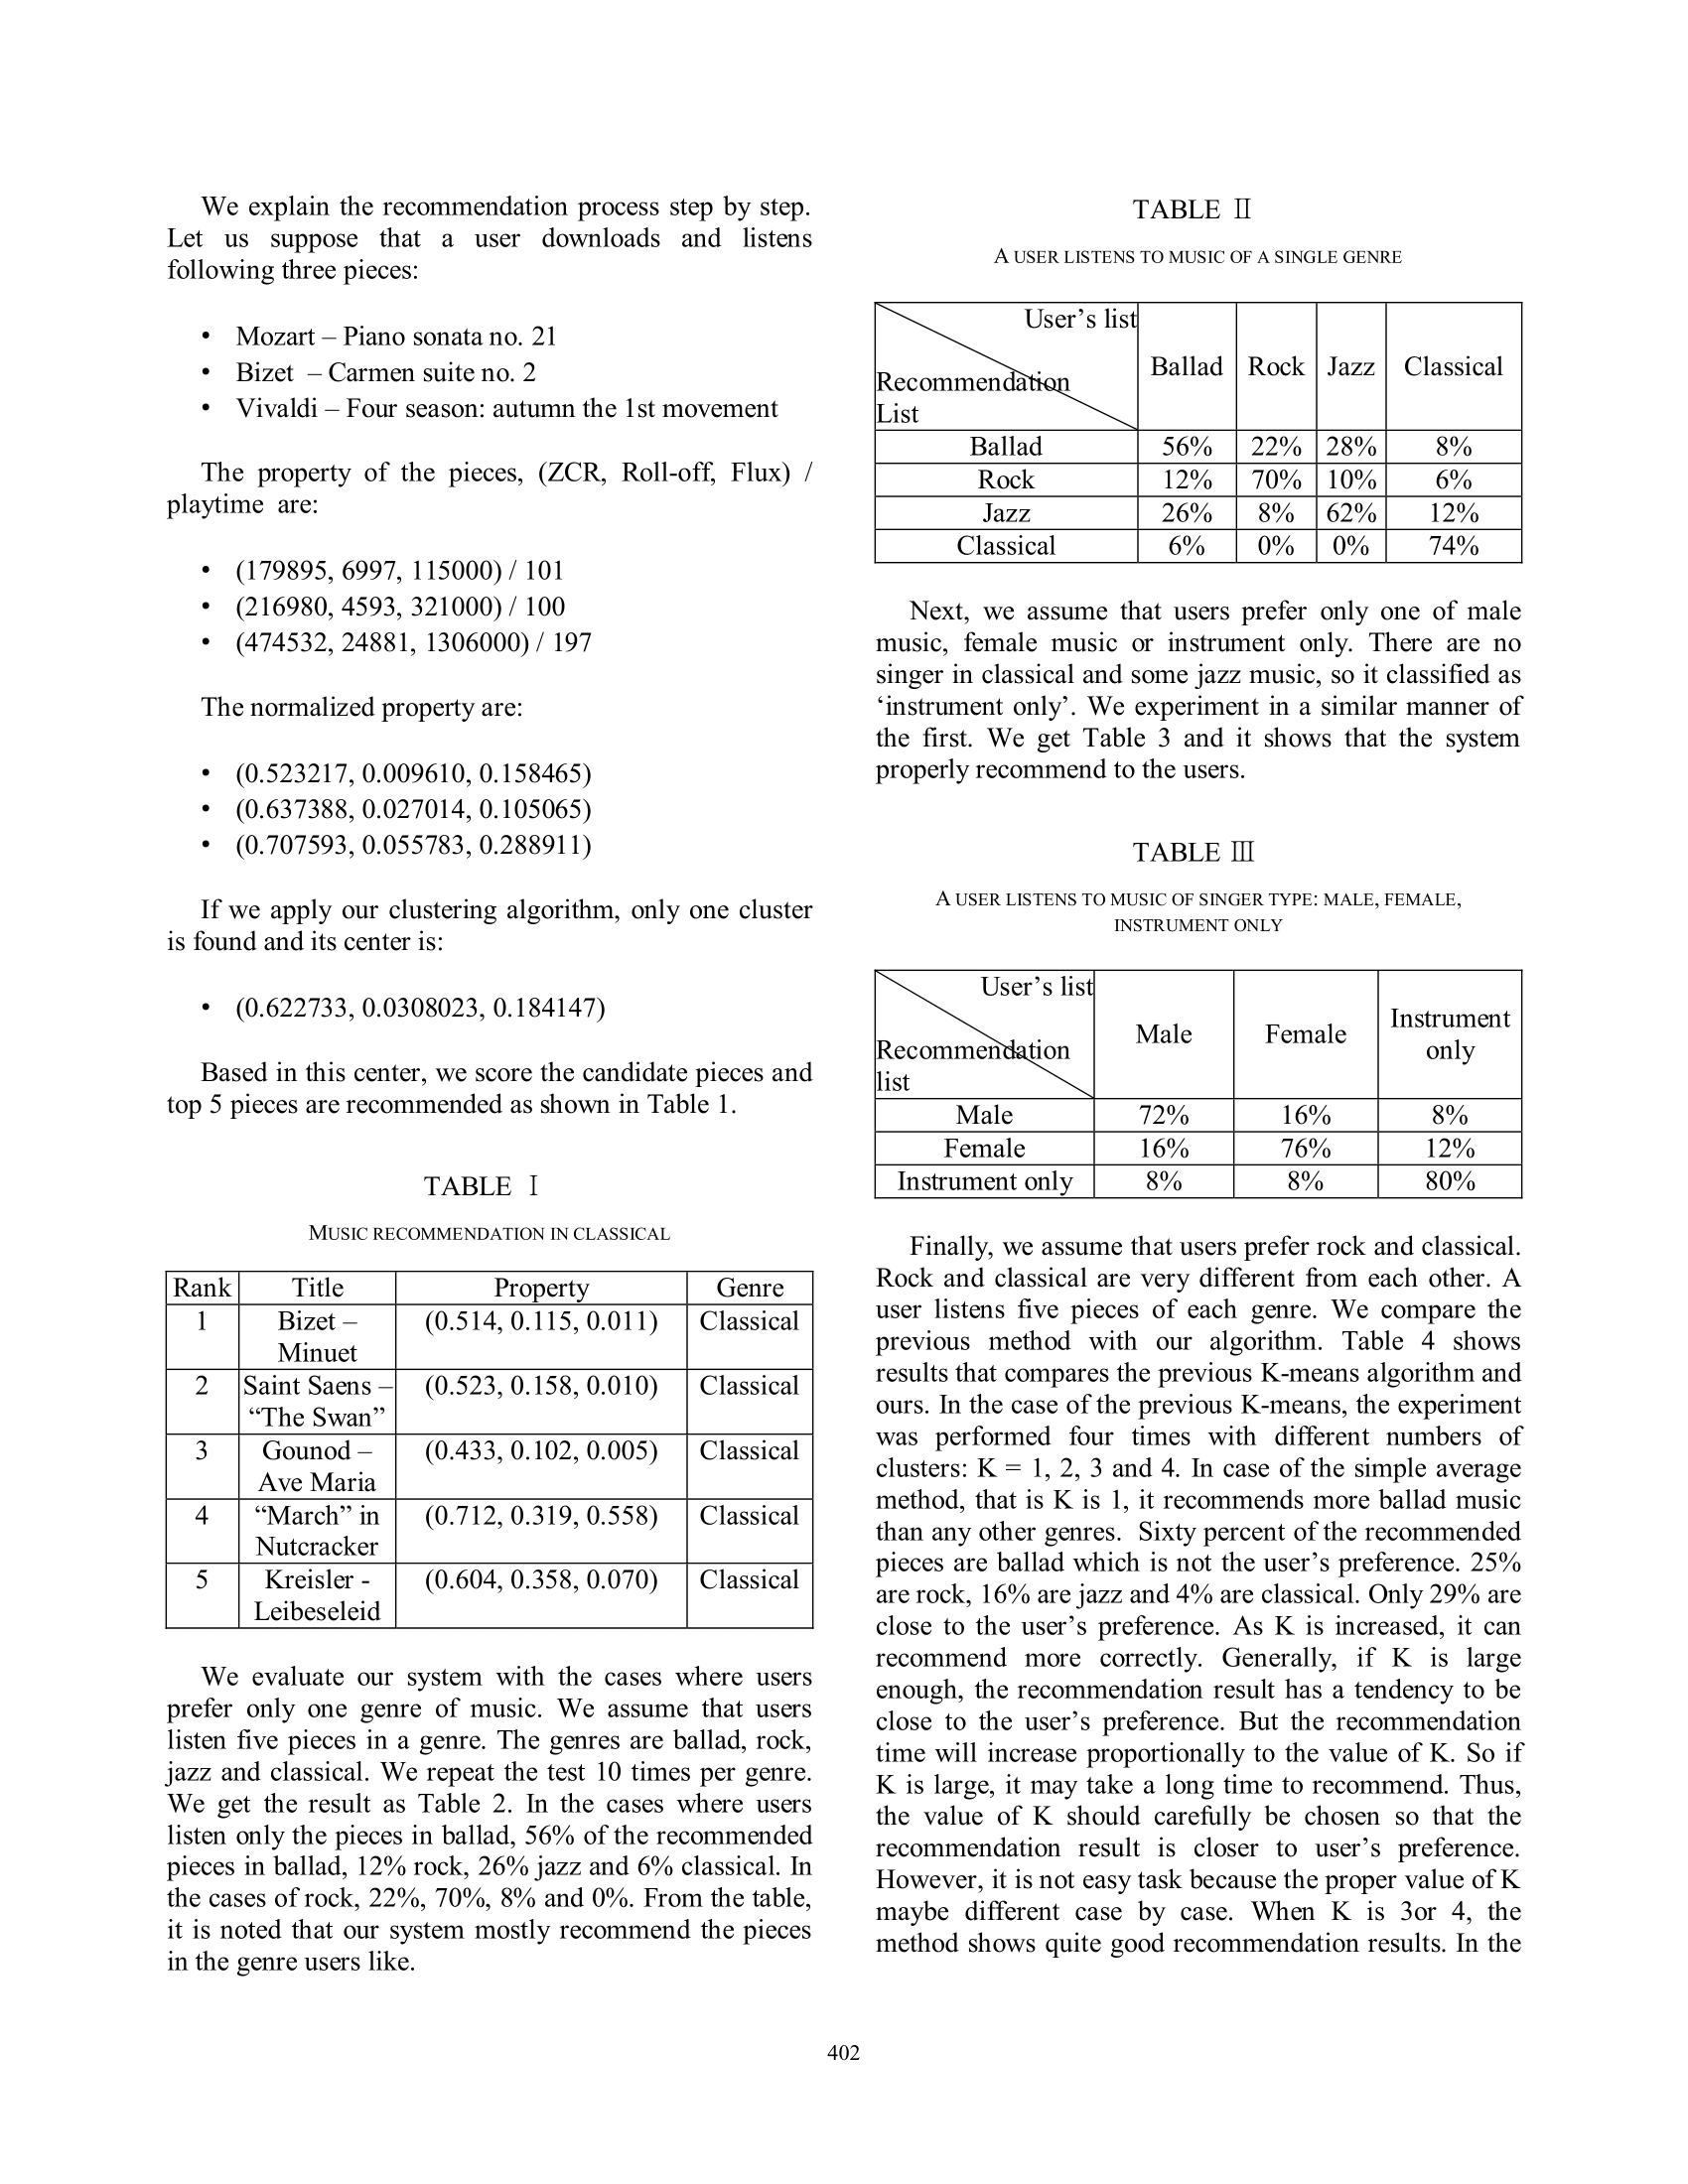 We explain the recommendation process step by step.
Let us suppose that a user downloads and listens
following three pieces:
• Mozart – Piano sonata no. 21
• Bizet – Carmen suite no. 2
• Vivaldi – Four season: autumn the 1st movement
The property of the pieces, (ZCR, Roll-off, Flux) /
playtime are:
• (179895, 6997, 115000) / 101
• (216980, 4593, 321000) / 100
• (474532, 24881, 1306000) / 197
The normalized property are:
• (0.523217, 0.009610, 0.158465)
• (0.637388, 0.027014, 0.105065)
• (0.707593, 0.055783, 0.288911)
If we apply our clustering algorithm, only one cluster
is found and its center is:
• (0.622733, 0.0308023, 0.184147)
Based in this center, we score the candidate pieces and
top 5 pieces are recommended as shown in Table 1.
TABLE Ⅰ
MUSIC RECOMMENDATION IN CLASSICAL
Rank Title Property Genre
1 Bizet – (0.514, 0.115, 0.011) Classical
Minuet
2 Saint Saens – (0.523, 0.158, 0.010) Classical
“The Swan”
3 Gounod – (0.433, 0.102, 0.005) Classical
Ave Maria
4 “March” in (0.712, 0.319, 0.558) Classical
Nutcracker
5 Kreisler - (0.604, 0.358, 0.070) Classical
Leibeseleid
We evaluate our system with the cases where users
prefer only one genre of music. We assume that users
listen five pieces in a genre. The genres are ballad, rock,
jazz and classical. We repeat the test 10 times per genre.
We get the result as Table 2. In the cases where users
listen only the pieces in ballad, 56% of the recommended
pieces in ballad, 12% rock, 26% jazz and 6% classical. In
the cases of rock, 22%, 70%, 8% and 0%. From the table,
it is noted that our system mostly recommend the pieces
in the genre users like.
TABLE Ⅱ
A USER LISTENS TO MUSIC OF A SINGLE GENRE
User’s list
Ballad Rock Jazz Classical
Recommendation
List
Ballad 56% 22% 28% 8%
Rock 12% 70% 10% 6%
Jazz 26% 8% 62% 12%
Classical 6% 0% 0% 74%
Next, we assume that users prefer only one of male
music, female music or instrument only. There are no
singer in classical and some jazz music, so it classified as
‘instrument only’. We experiment in a similar manner of
the first. We get Table 3 and it shows that the system
properly recommend to the users.
TABLE Ⅲ
A USER LISTENS TO MUSIC OF SINGER TYPE: MALE, FEMALE,
INSTRUMENT ONLY
User’s list
Male Female Instrument
only
Recommendation
list
Male 72% 16% 8%
Female 16% 76% 12%
Instrument only 8% 8% 80%
Finally, we assume that users prefer rock and classical.
Rock and classical are very different from each other. A
user listens five pieces of each genre. We compare the
previous method with our algorithm. Table 4 shows
results that compares the previous K-means algorithm and
ours. In the case of the previous K-means, the experiment
was performed four times with different numbers of
clusters: K = 1, 2, 3 and 4. In case of the simple average
method, that is K is 1, it recommends more ballad music
than any other genres. Sixty percent of the recommended
pieces are ballad which is not the user’s preference. 25%
are rock, 16% are jazz and 4% are classical. Only 29% are
close to the user’s preference. As K is increased, it can
recommend more correctly. Generally, if K is large
enough, the recommendation result has a tendency to be
close to the user’s preference. But the recommendation
time will increase proportionally to the value of K. So if
K is large, it may take a long time to recommend. Thus,
the value of K should carefully be chosen so that the
recommendation result is closer to user’s preference.
However, it is not easy task because the proper value of K
maybe different case by case. When K is 3or 4, the
method shows quite good recommendation results. In the
402